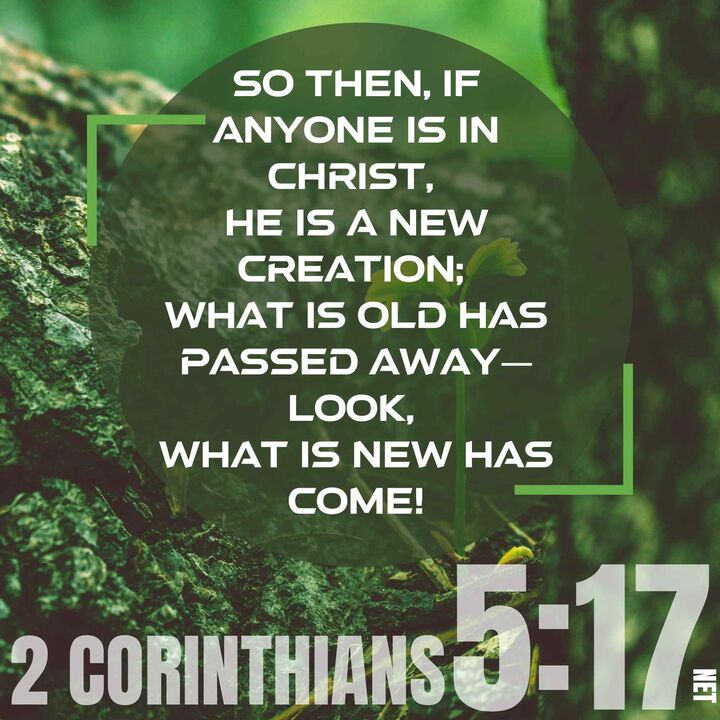 SO THEN, IF
ANYONE IS IN
CHRIST,
HE IS A NEW
CREATION;
WHAT IS OLD HAS
PASSED AWAY—
LOOK,
WHAT IS NEW HAS
COME!
2 CORINTHIANS 5:17
NET